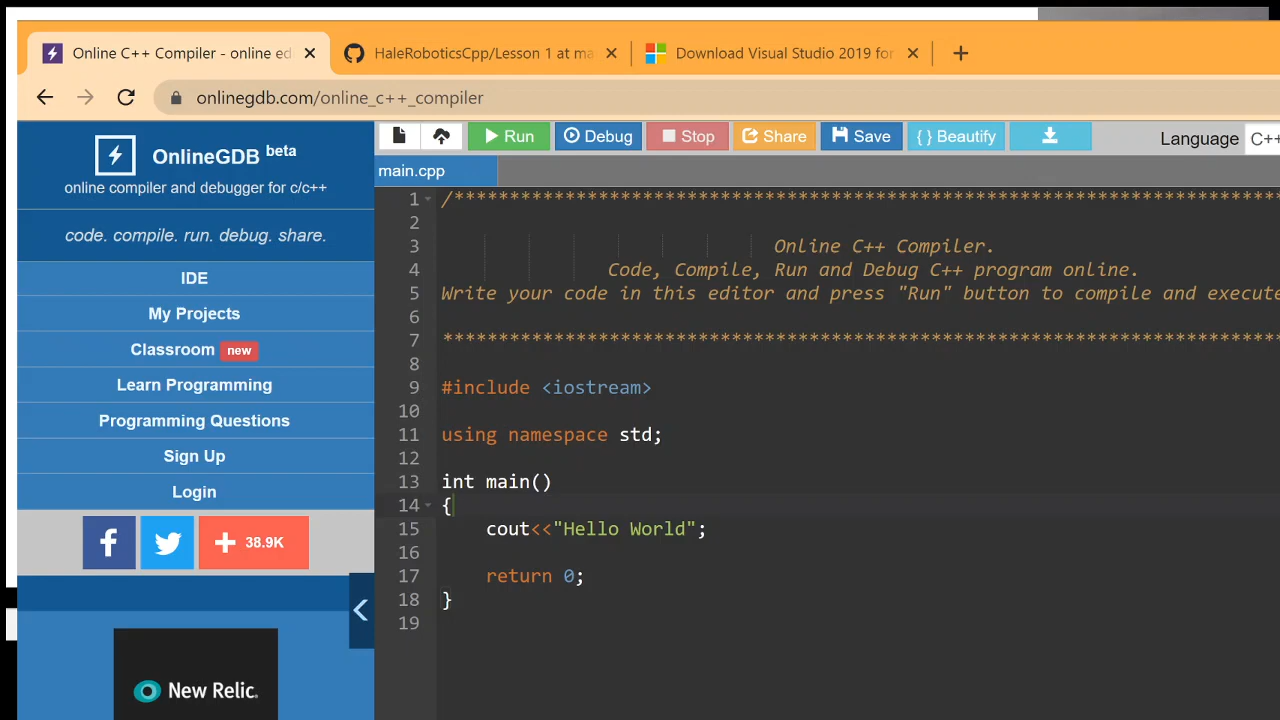 Online C++ Compiler - online ed
HaleRoboticsCpp/Lesson 1 at ma
Download Visual Studio 2019 for
onlinegdb.com/online_c++_compiler
OnlineGDB beta
online compiler and debugger for c/c++
code. compile. run. debug. share.
IDE
My Projects
Classroom new
Learn Programming
Programming Questions
Sign Up
Login
38.9K
New Relic.
Run Debug Stop Share Save { } Beautify Language C++
main.cpp
1 /******************************************************************************
2
3 Online C++ Compiler.
4 Code, Compile, Run and Debug C++ program online.
5 Write your code in this editor and press "Run" button to compile and execute
6
7 *******************************************************************************
8
9 #include <iostream>
10
11 using namespace std;
12
13 int main()
14 {
15 cout<<"Hello World";
16
17 return 0;
18 }
19